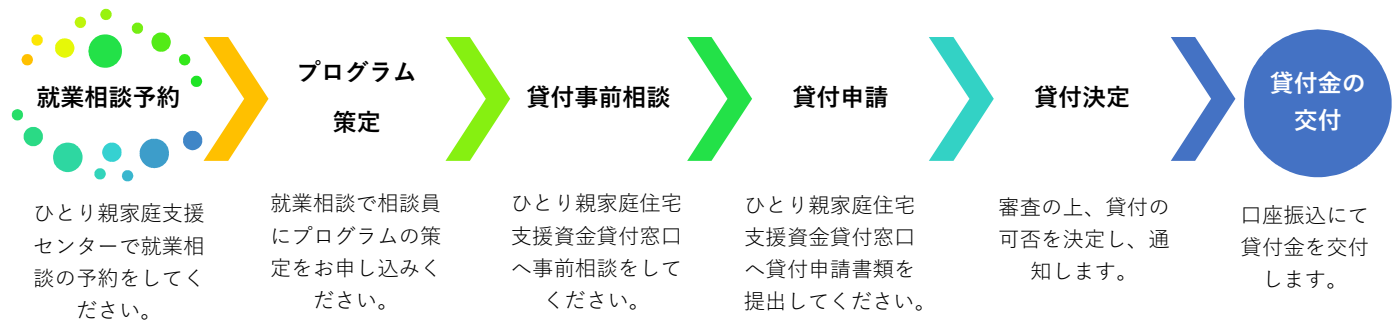 就業相談予約
ひとり親家庭支援
センターで就業相
談の予約をしてく
ださい。
プログラム
策定
就業相談で相談員
にプログラムの策
定をお申し込みく
ださい。
貸付事前相談
ひとり親家庭住宅
支援資金貸付窓口
へ事前相談をして
ください。
貸付申請
ひとり親家庭住宅
支援資金貸付窓口
へ貸付申請書類を
提出してください。
貸付決定
審査の上、貸付の
可否を決定し、通
知します。
貸付金の
交付
口座振込にて
貸付金を交付
します。